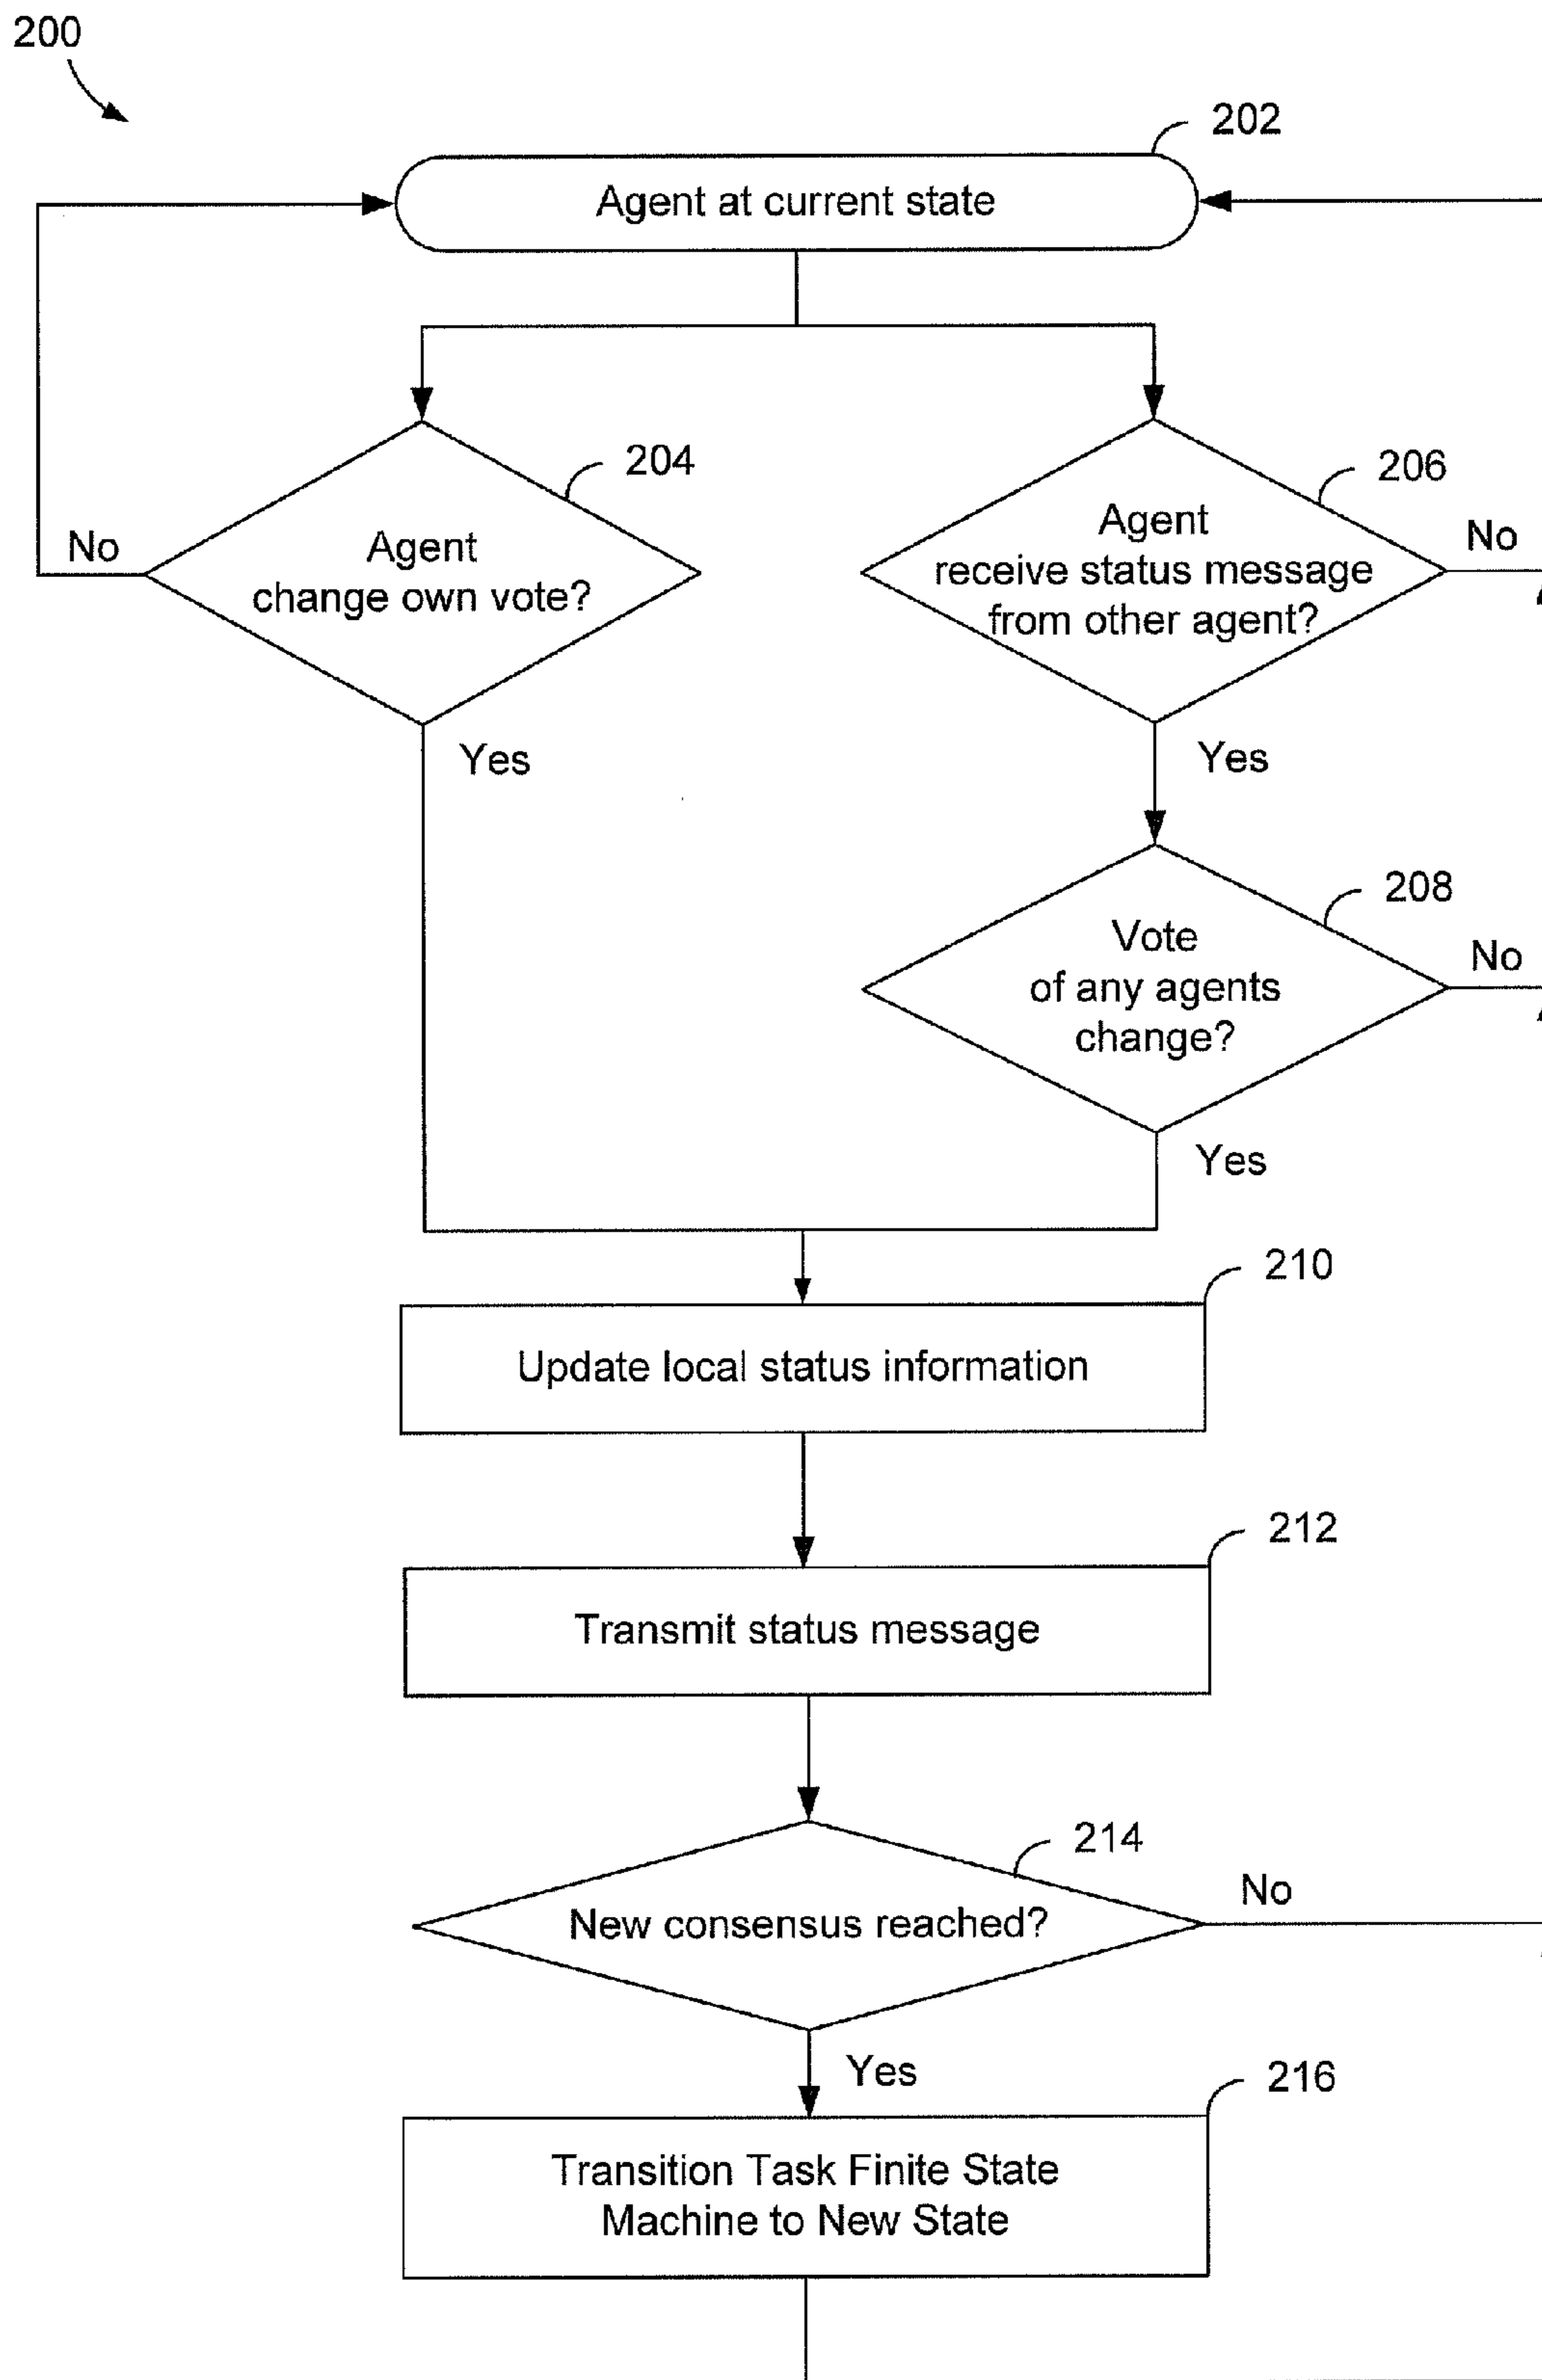 200
202
Agent at current state
204
No
Agent
change own vote?
Yes
206
Agent
receive status message
from other agent?
No
Yes
208
Vote
of any agents
change?
No
Yes
210
Update local status information
212
Transmit status message
214
New consensus reached?
No
Yes
216
Transition Task Finite State
Machine to New State